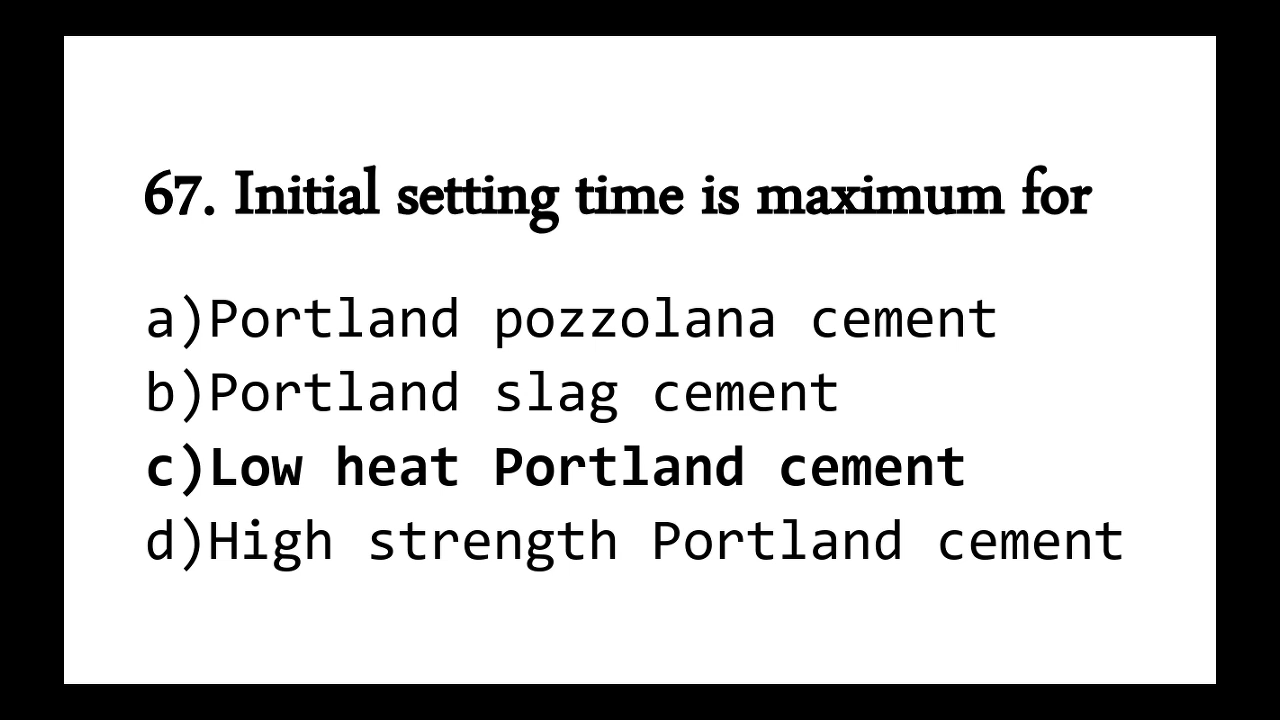 67. Initial setting time is maximum for
a)Portland pozzolana cement
b)Portland slag cement
c)Low heat Portland cement
d)High strength Portland cement